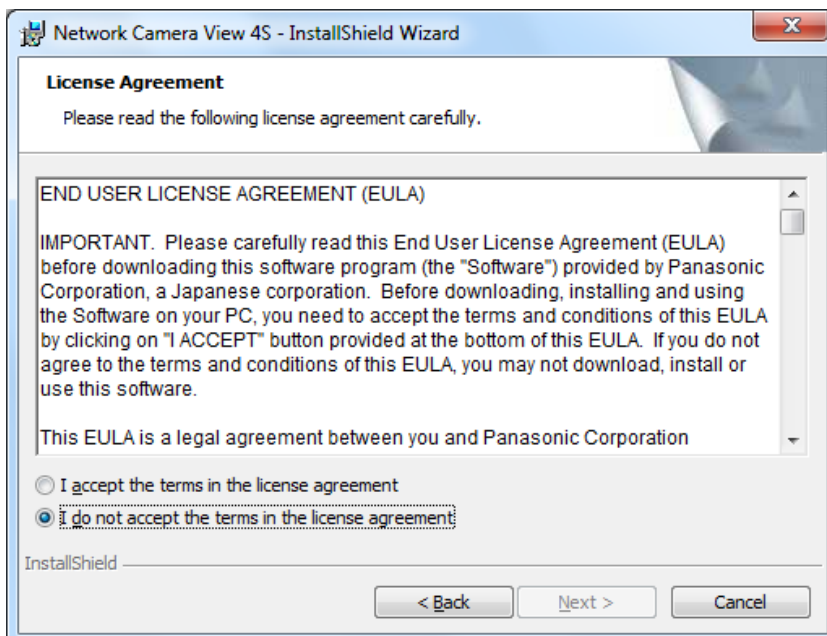 Network Camera View 4S - InstallShield Wizard
License Agreement
Please read the following license agreement carefully.
END USER LICENSE AGREEMENT (EULA)
IMPORTANT.  Please carefully read this End User License Agreement (EULA)
before downloading this software program (the "Software") provided by Panasonic
Corporation, a Japanese corporation.  Before downloading, installing and using
the Software on your PC, you need to accept the terms and conditions of this EULA
by clicking on "I ACCEPT" button provided at the bottom of this EULA.  If you do not
agree to the terms and conditions of this EULA, you may not download, install or
use this software.
This EULA is a legal agreement between you and Panasonic Corporation
I accept the terms in the license agreement
I do not accept the terms in the license agreement
InstallShield
< Back
Next >
Cancel